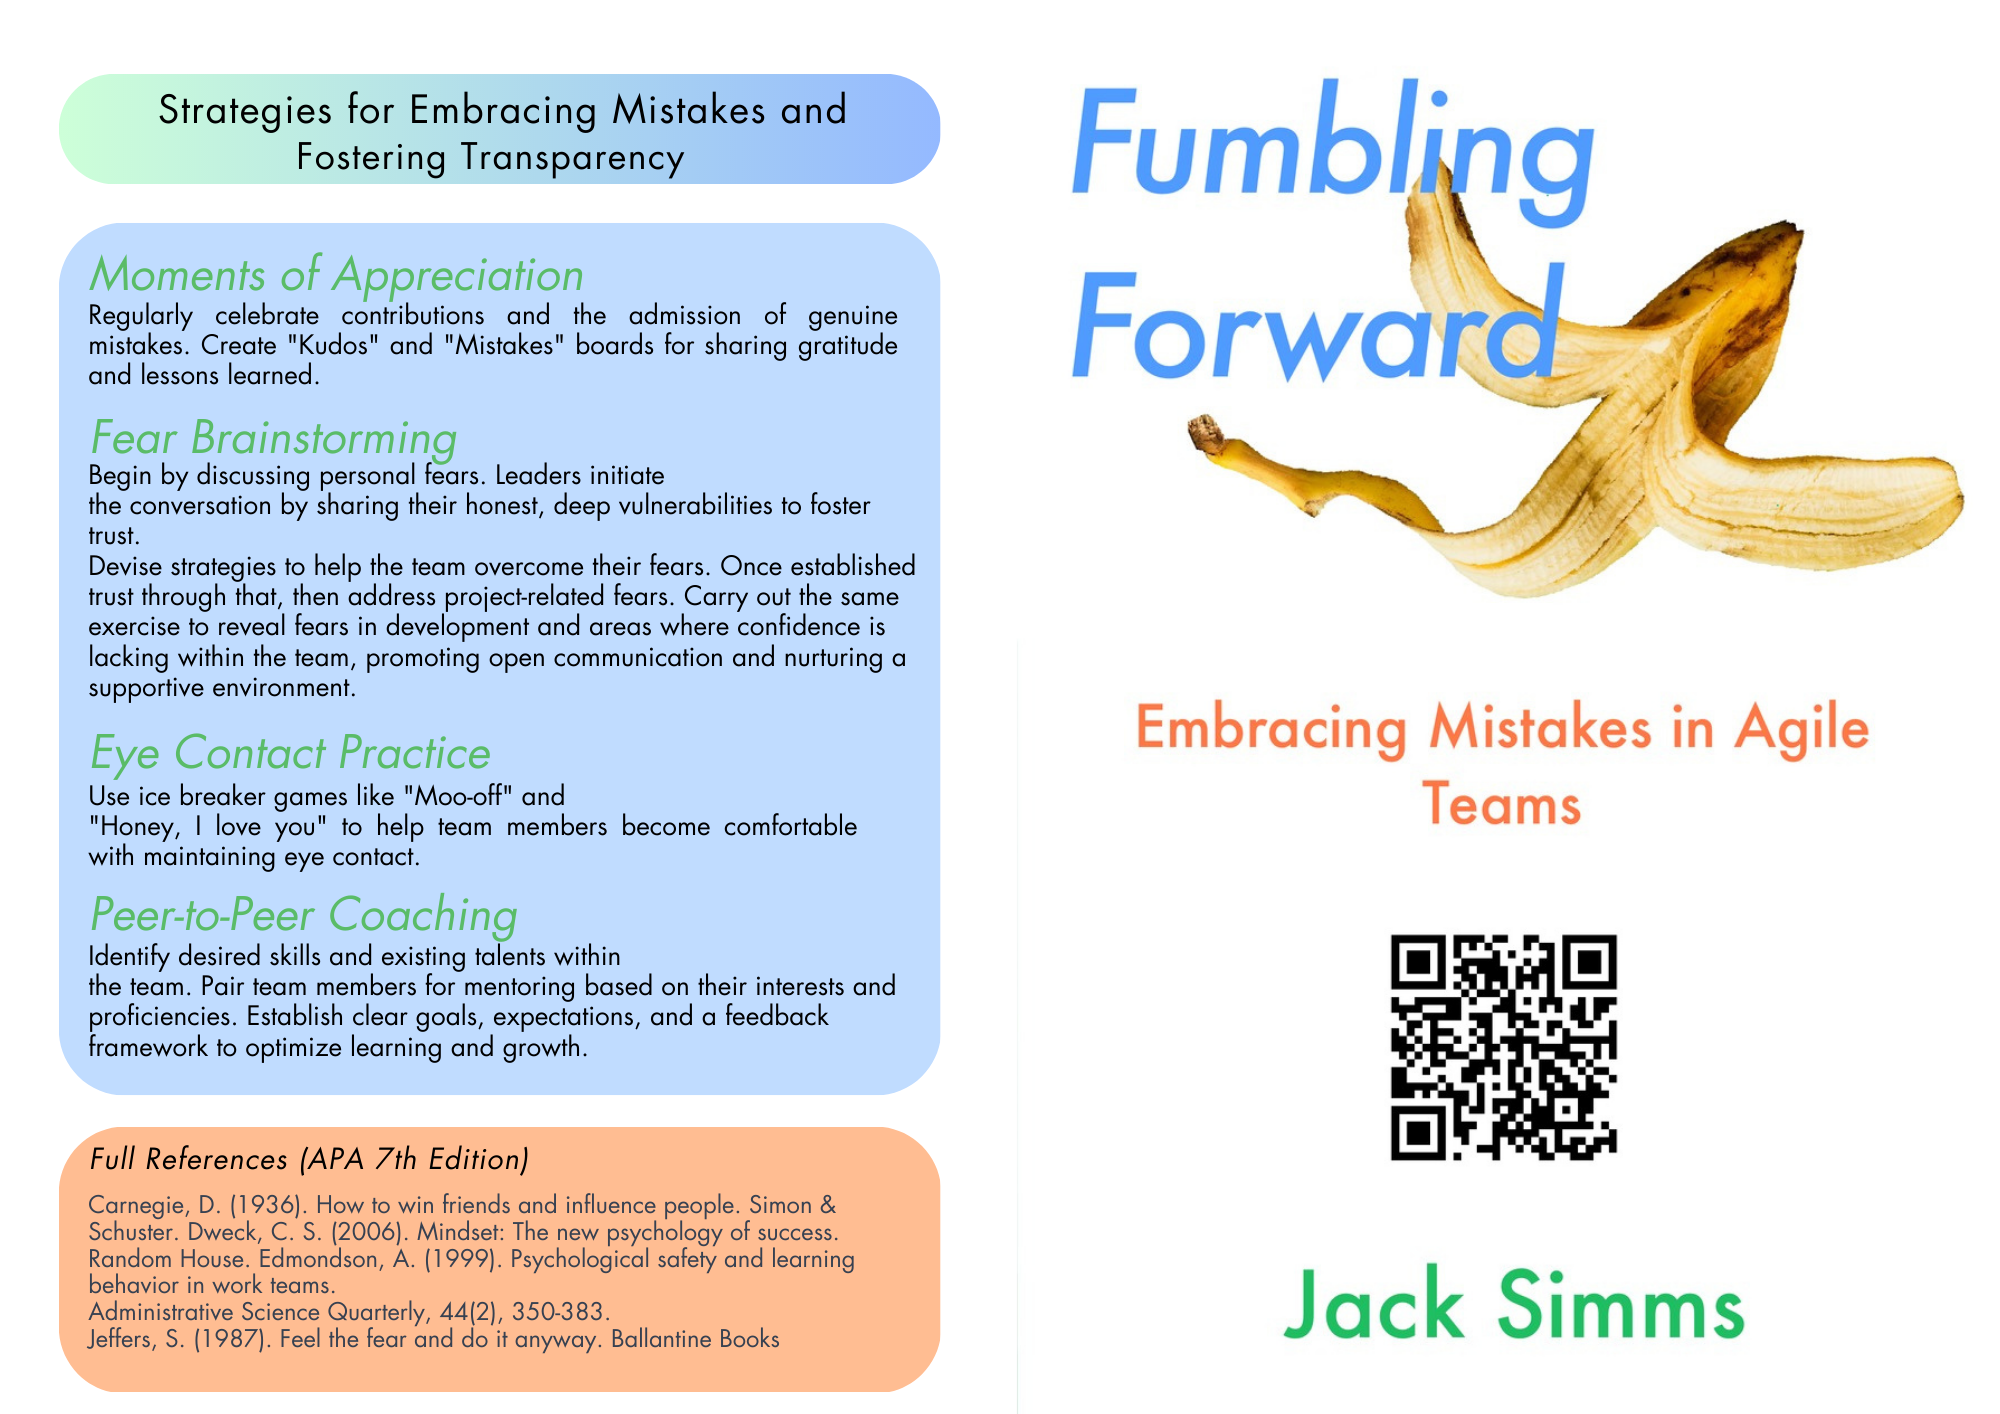 Strategies for Embracing Mistakes and
Fostering Transparency
Moments of Appreciation
Regularly celebrate contributions and the admission of genuine
mistakes. Create "Kudos" and "Mistakes" boards for sharing gratitude
and lessons learned.
Fear Brainstorming
Begin by discussing personal fears. Leaders initiate
the conversation by sharing their honest, deep vulnerabilities to foster
trust.
Devise strategies to help the team overcome their fears. Once established
trust through that, then address project-related fears. Carry out the same
exercise to reveal fears in development and areas where confidence is
lacking within the team, promoting open communication and nurturing a
supportive environment.
Eye Contact Practice
Use ice breaker games like "Moo-off" and
"Honey, I love you" to help team members become comfortable
with maintaining eye contact.
Peer-to-Peer Coaching
Identify desired skills and existing talents within
the team. Pair team members for mentoring based on their interests and
proficiencies. Establish clear goals, expectations, and a feedback
framework to optimize learning and growth.
Full References (APA 7th Edition)
Carnegie, D. (1936). How to win friends and influence people. Simon &
Schuster. Dweck, C. S. (2006). Mindset: The new psychology of success.
Random House. Edmondson, A. (1999). Psychological safety and learning
behavior in work teams.
Administrative Science Quarterly, 44(2), 350-383.
Jeffers, S. (1987). Feel the fear and do it anyway. Ballantine Books
Fumbling
Forward
Embracing Mistakes in Agile
Teams
Jack Simms